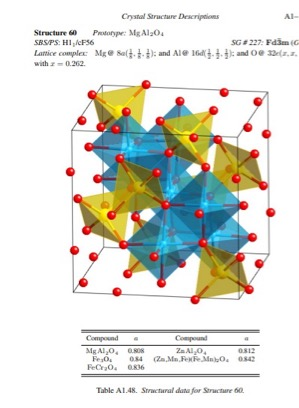 Crystal Structure Descriptions A1–
Structure 60 Prototype: MgAl₂O₄
SBS/PS: H1₁/cF56 SG # 227: Fd3̅m (O
Lattice complex: Mg @ 8a(⅛, ⅛, ⅛); and Al @ 16d(½, ½, ½); and O @ 32e(x, x,
with x = 0.262.
Compound a Compound a
MgAl₂O₄ 0.808 ZnAl₂O₄ 0.812
Fe₃O₄ 0.84 (Zn,Mn,Fe)(Fe,Mn)₂O₄ 0.842
FeCr₂O₄ 0.836
Table A1.48. Structural data for Structure 60.